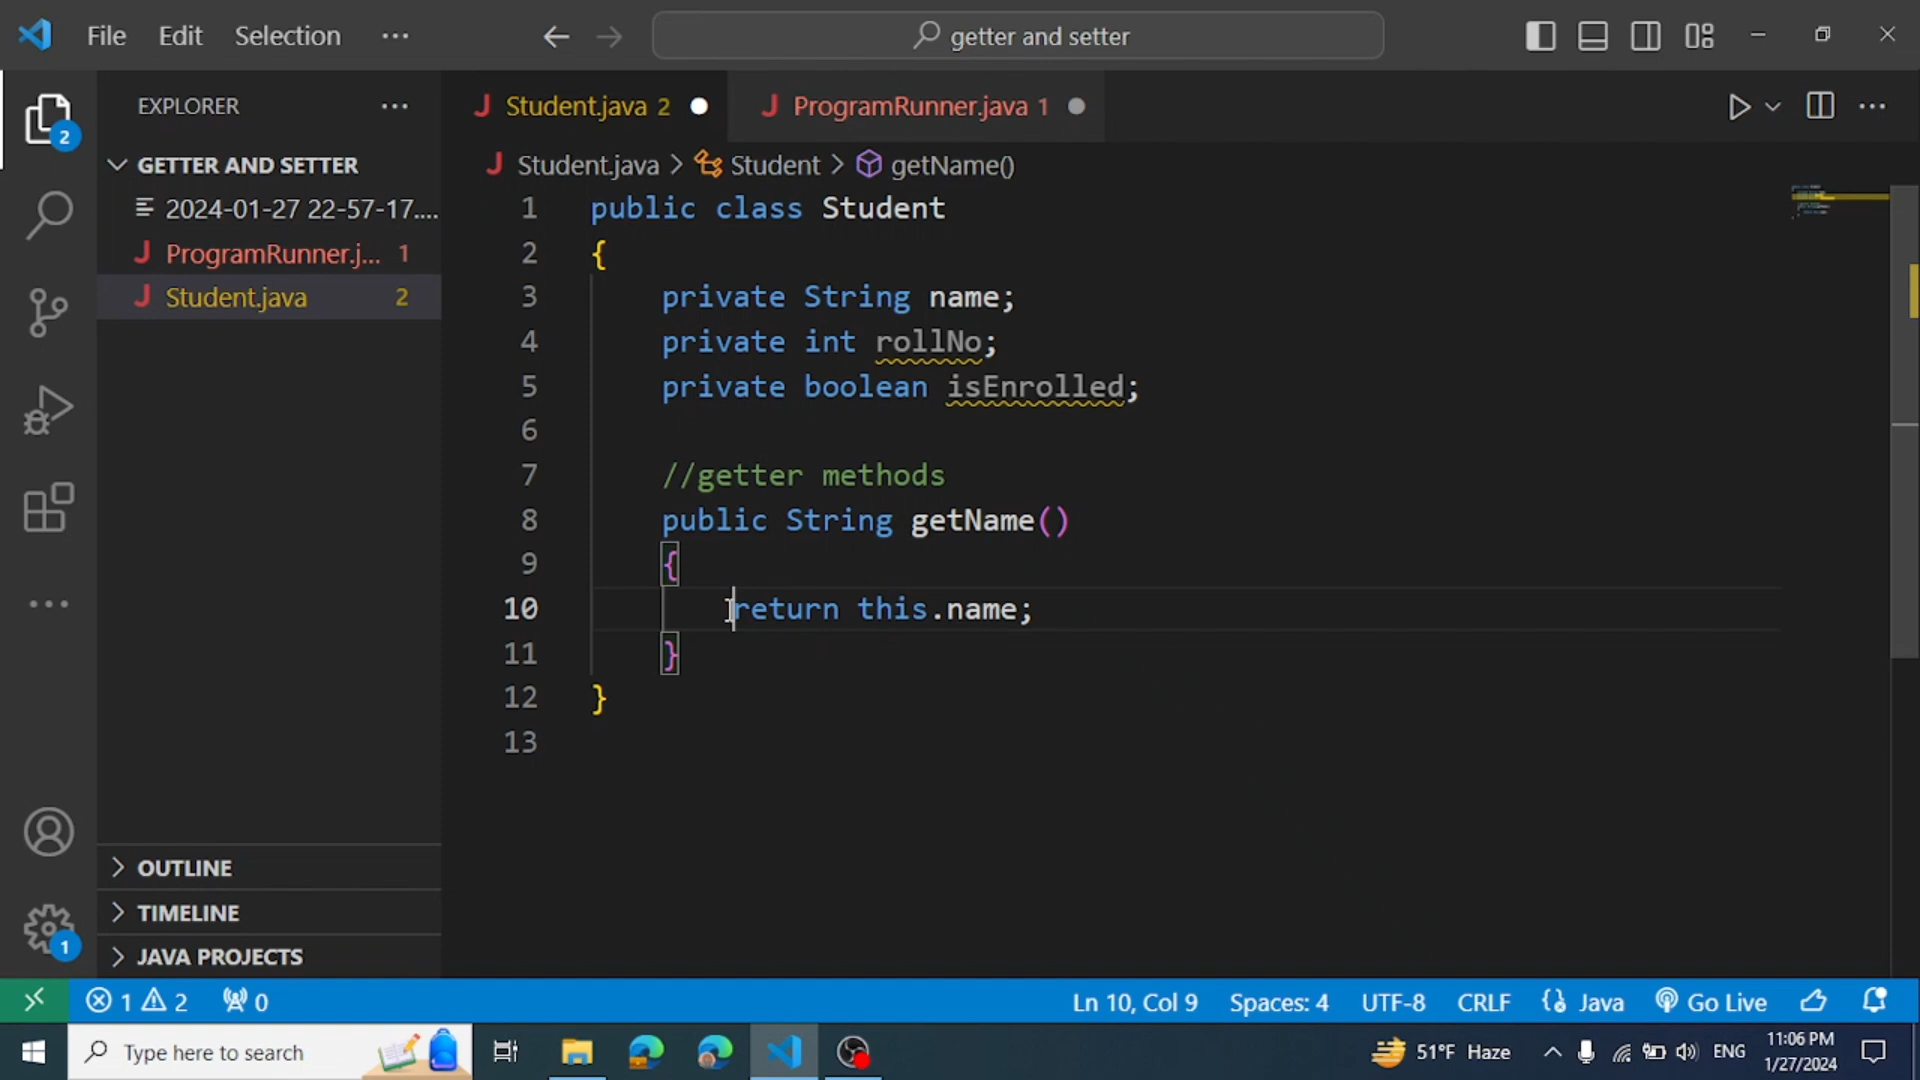 File Edit Selection ··· getter and setter
EXPLORER ···
GETTER AND SETTER
2024-01-27 22-57-17....
ProgramRunner.j... 1
Student.java 2
OUTLINE
TIMELINE
JAVA PROJECTS
2
1
Student.java 2 ProgramRunner.java 1
Student.java > Student > getName()
1 public class Student
2 {
3 private String name;
4 private int rollNo;
5 private boolean isEnrolled;
6
7 //getter methods
8 public String getName()
9 {
10 return this.name;
11 }
12 }
13
1 2 0 Ln 10, Col 9 Spaces: 4 UTF-8 CRLF {} Java Go Live
Type here to search 51°F Haze ENG 11:06 PM
1/27/2024